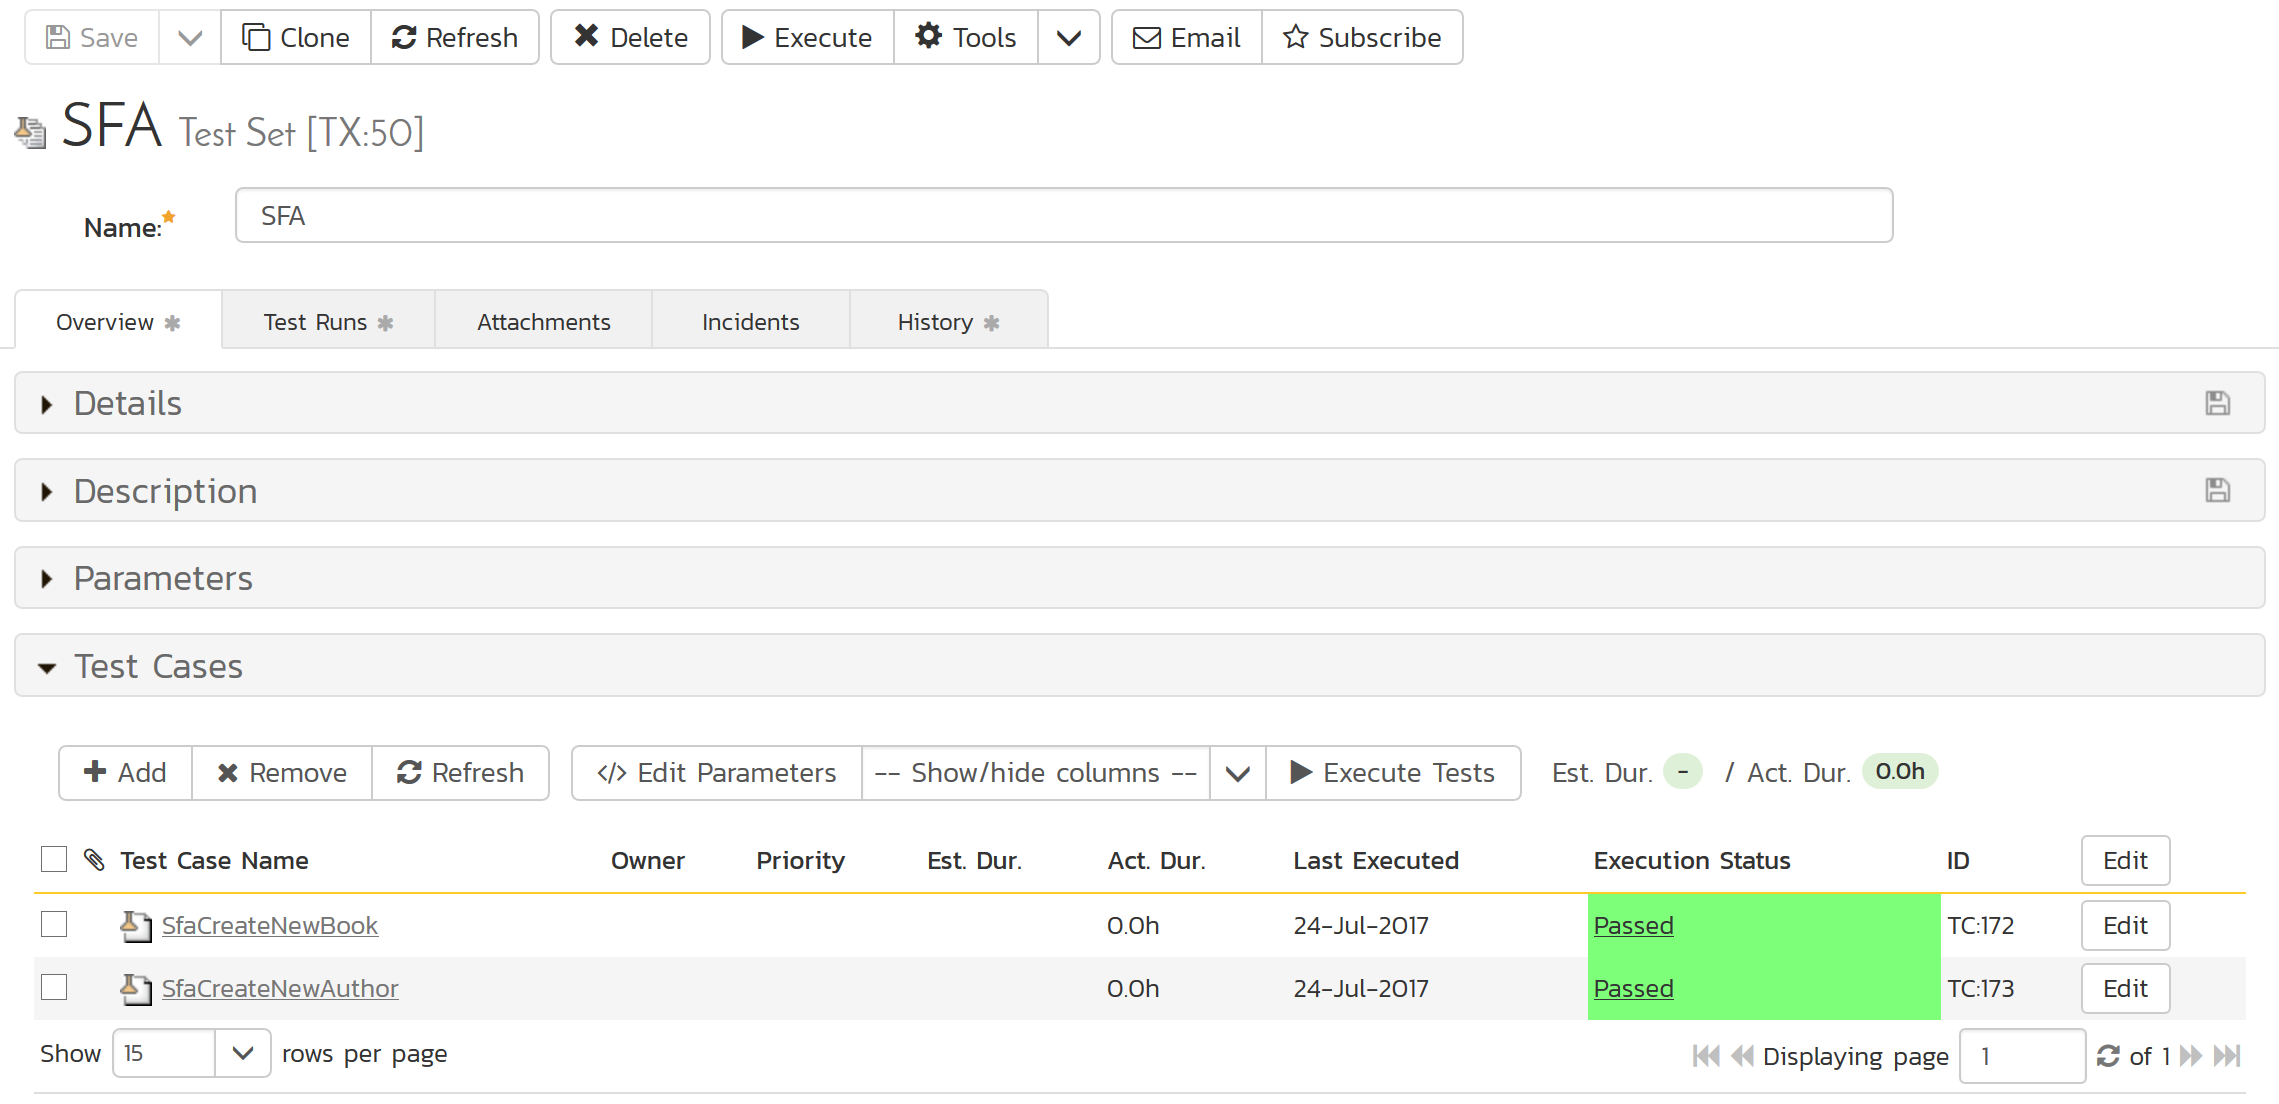 Save Clone Refresh Delete Execute Tools Email Subscribe
SFA Test Set [TX:50]
Name: SFA
Overview Test Runs Attachments Incidents History
Details
Description
Parameters
Test Cases
Add Remove Refresh </> Edit Parameters -- Show/hide columns -- Execute Tests Est. Dur. - / Act. Dur. 0.0h
Test Case Name Owner Priority Est. Dur. Act. Dur. Last Executed Execution Status ID Edit
SfaCreateNewBook 0.0h 24-Jul-2017 Passed TC:172 Edit
SfaCreateNewAuthor 0.0h 24-Jul-2017 Passed TC:173 Edit
Show 15 rows per page Displaying page 1 of 1